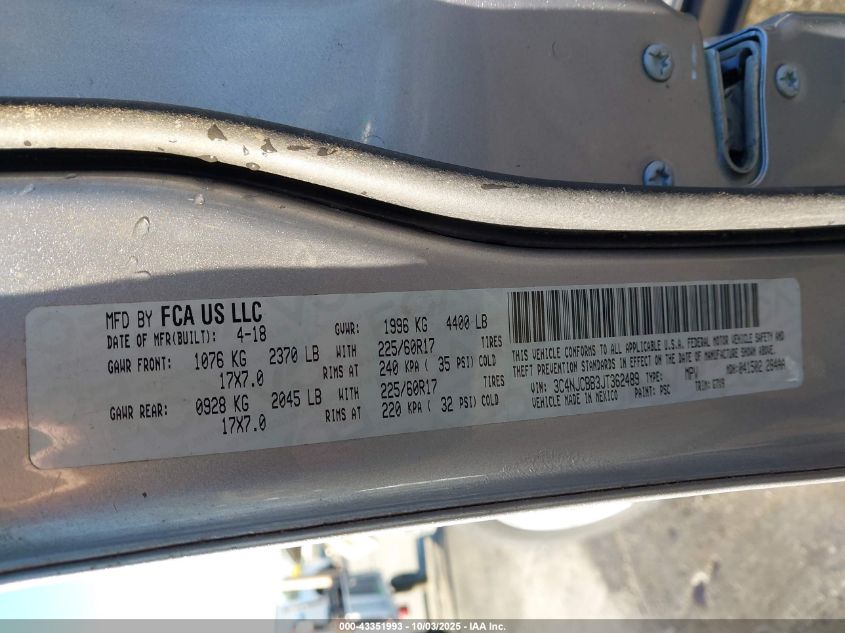 MFD BY FCA US LLC
DATE OF MFR(BUILT): 4-18 GVWR: 1996 KG 4400 LB
GAWR FRONT: 1076 KG 2370 LB WITH 225/60R17 TIRES
17X7.0 RIMS AT 240 KPA ( 35 PSI) COLD
GAWR REAR: 0928 KG 2045 LB WITH 225/60R17 TIRES
17X7.0 RIMS AT 220 KPA ( 32 PSI) COLD
THIS VEHICLE CONFORMS TO ALL APPLICABLE U.S.A. FEDERAL MOTOR VEHICLE SAFETY AND
THEFT PREVENTION STANDARDS IN EFFECT ON THE DATE OF MANUFACTURE SHOWN ABOVE.
VIN: 3C4NJCBB3JT362489 TYPE: MPV MDH: 041502 284AA
VEHICLE MADE IN MEXICO PAINT: PSC TRIM:
000-43351993 - 10/03/2025 - IAA Inc.